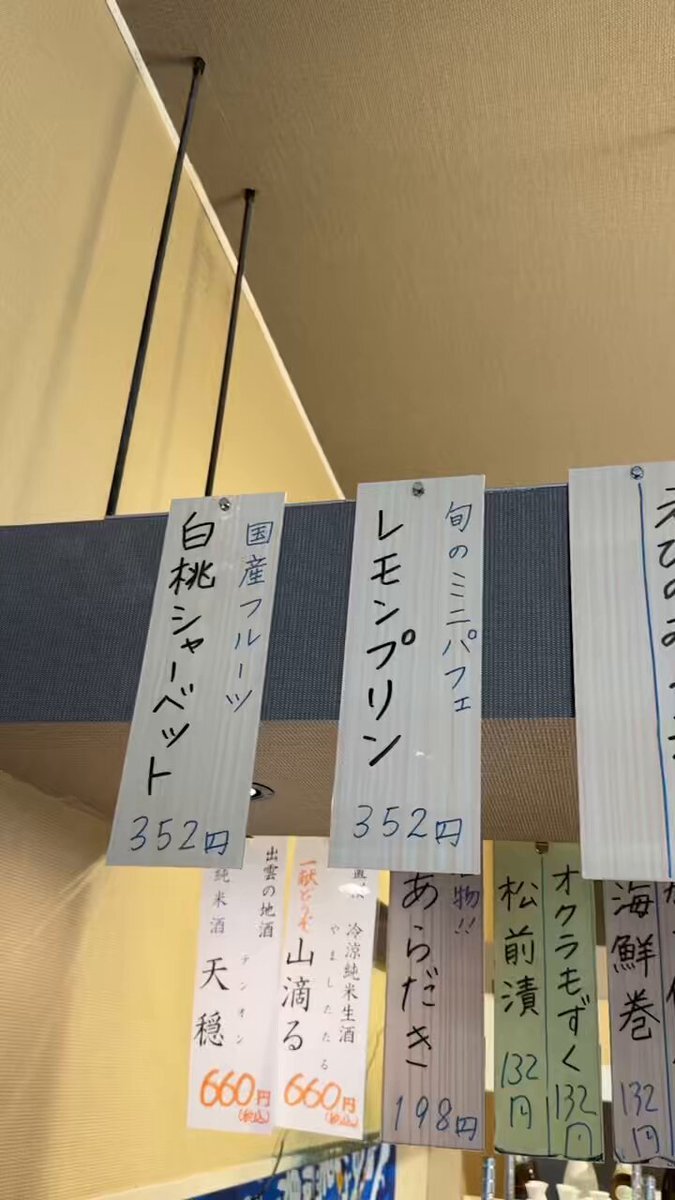 国産フルーツ
白桃シャーベット
352円
旬のミニパフェ
レモンプリン
352円
出雲の地酒
純米酒
天穏
テンオン
660円
(税込)
冷涼純米生酒
一献どうぞ
山滴る
やましたたる
660円
(税込)
物!!
あらだき
198円
オクラもずく
132円
松前漬
132円
海鮮巻
132円